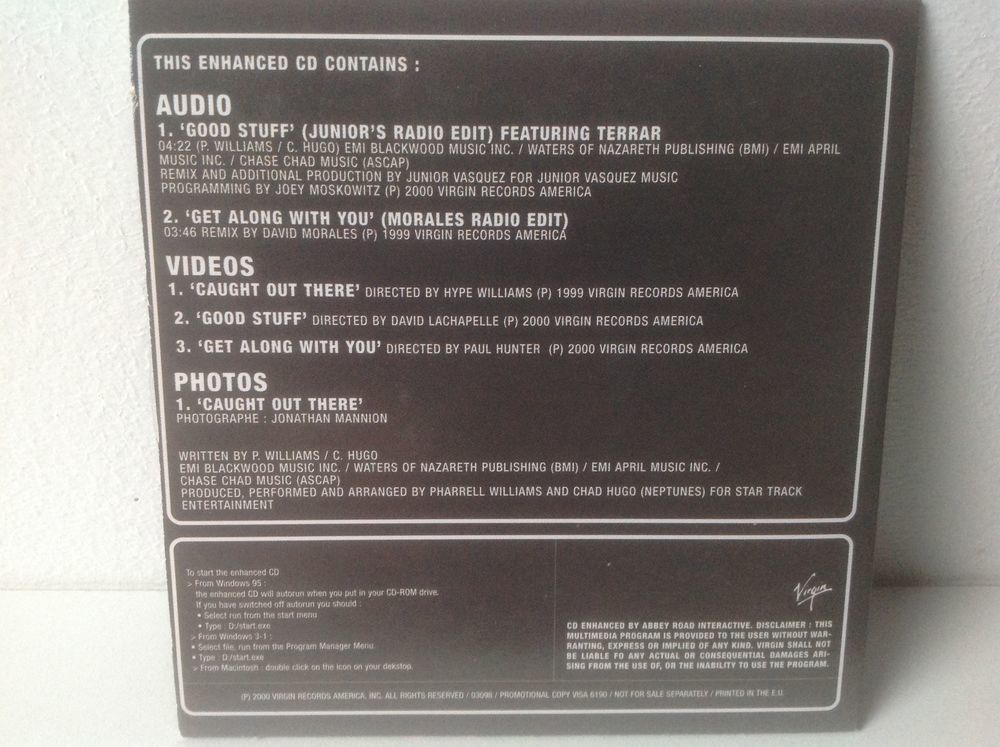 THIS ENHANCED CD CONTAINS :
AUDIO
1. ‘GOOD STUFF’ (JUNIOR’S RADIO EDIT) FEATURING TERRAR
04:22 (P. WILLIAMS / C. HUGO) EMI BLACKWOOD MUSIC INC. / WATERS OF NAZARETH PUBLISHING (BMI) / EMI APRIL
MUSIC INC. / CHASE CHAD MUSIC (ASCAP)
REMIX AND ADDITIONAL PRODUCTION BY JUNIOR VASQUEZ FOR JUNIOR VASQUEZ MUSIC
PROGRAMMING BY JOEY MOSKOWITZ (P) 2000 VIRGIN RECORDS AMERICA
2. ‘GET ALONG WITH YOU’ (MORALES RADIO EDIT)
03:46 REMIX BY DAVID MORALES (P) 1999 VIRGIN RECORDS AMERICA
VIDEOS
1. ‘CAUGHT OUT THERE’ DIRECTED BY HYPE WILLIAMS (P) 1999 VIRGIN RECORDS AMERICA
2. ‘GOOD STUFF’ DIRECTED BY DAVID LACHAPELLE (P) 2000 VIRGIN RECORDS AMERICA
3. ‘GET ALONG WITH YOU’ DIRECTED BY PAUL HUNTER (P) 2000 VIRGIN RECORDS AMERICA
PHOTOS
1. ‘CAUGHT OUT THERE’
PHOTOGRAPHE : JONATHAN MANNION
WRITTEN BY P. WILLIAMS / C. HUGO
EMI BLACKWOOD MUSIC INC. / WATERS OF NAZARETH PUBLISHING (BMI) / EMI APRIL MUSIC INC. /
CHASE CHAD MUSIC (ASCAP)
PRODUCED, PERFORMED AND ARRANGED BY PHARRELL WILLIAMS AND CHAD HUGO (NEPTUNES) FOR STAR TRACK
ENTERTAINMENT
To start the enhanced CD
> From Windows 95 :
the enhanced CD will autorun when you put in your CD-ROM drive.
If you have switched off autorun you should :
• Select run from the start menu
• Type : D:/start.exe
> From Windows 3-1 :
• Select file, run from the Program Manager Menu.
• Type : D:/start.exe
> From Macintosh : double click on the icon on your dekstop.
Virgin
CD ENHANCED BY ABBEY ROAD INTERACTIVE. DISCLAIMER : THIS
MULTIMEDIA PROGRAM IS PROVIDED TO THE USER WITHOUT WAR-
RANTING, EXPRESS OR IMPLIED OF ANY KIND. VIRGIN SHALL NOT
BE LIABLE FO ANY ACTUAL OR CONSEQUENTIAL DAMAGES ARI-
SING FROM THE USE OF, OR THE INABILITY TO USE THE PROGRAM.
(P) 2000 VIRGIN RECORDS AMERICA, INC. ALL RIGHTS RESERVED / 03098 / PROMOTIONAL COPY VISA 6190 / NOT FOR SALE SEPARATELY / PRINTED IN THE E.U.